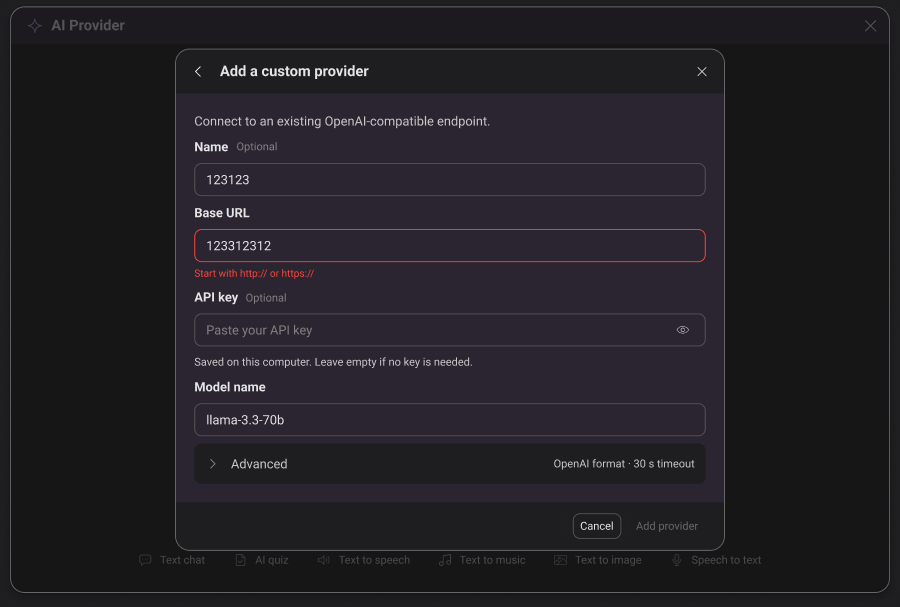 AI Provider
Add a custom provider
Connect to an existing OpenAI-compatible endpoint.
Name Optional
123123
Base URL
123312312
Start with http:// or https://
API key Optional
Paste your API key
Saved on this computer. Leave empty if no key is needed.
Model name
llama-3.3-70b
Advanced OpenAI format · 30 s timeout
Cancel Add provider
Text chat AI quiz Text to speech Text to music Text to image Speech to text